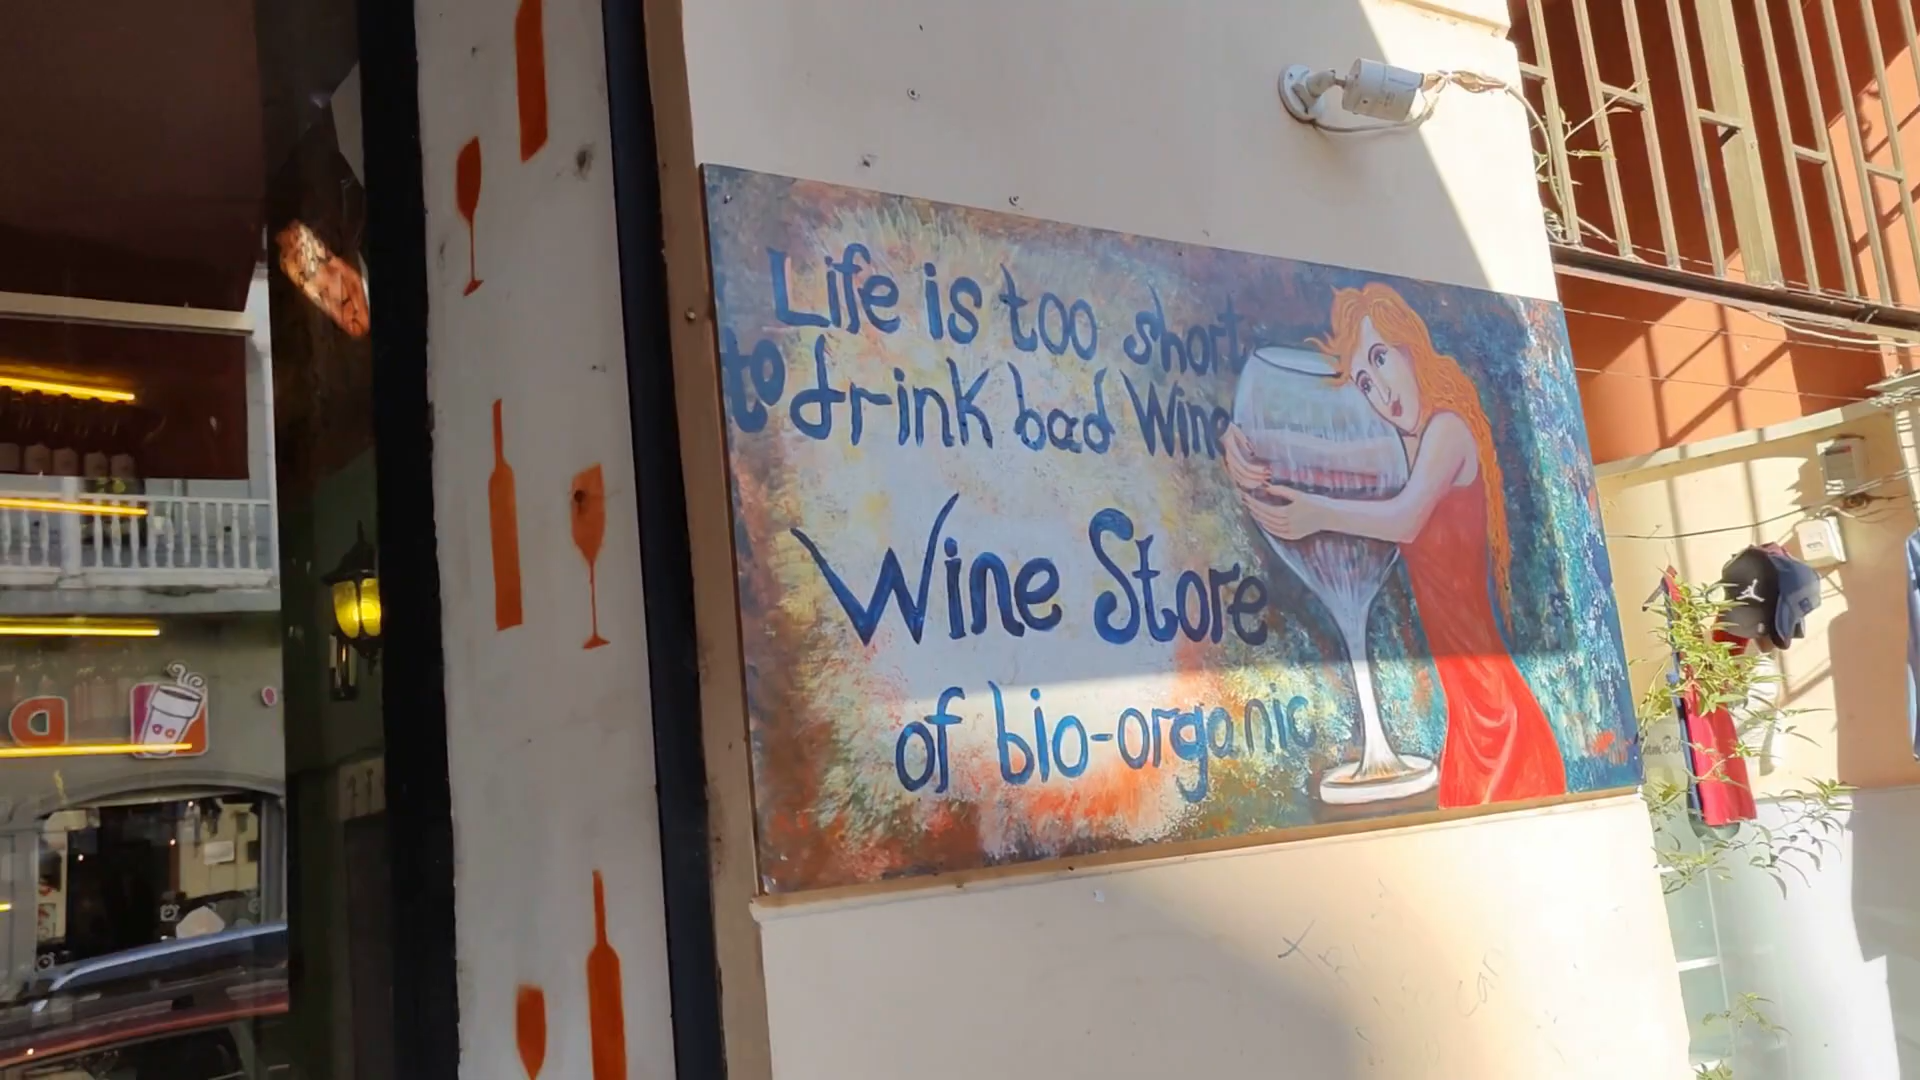 Life is too short
to drink bad Wine
Wine Store
of bio-organic